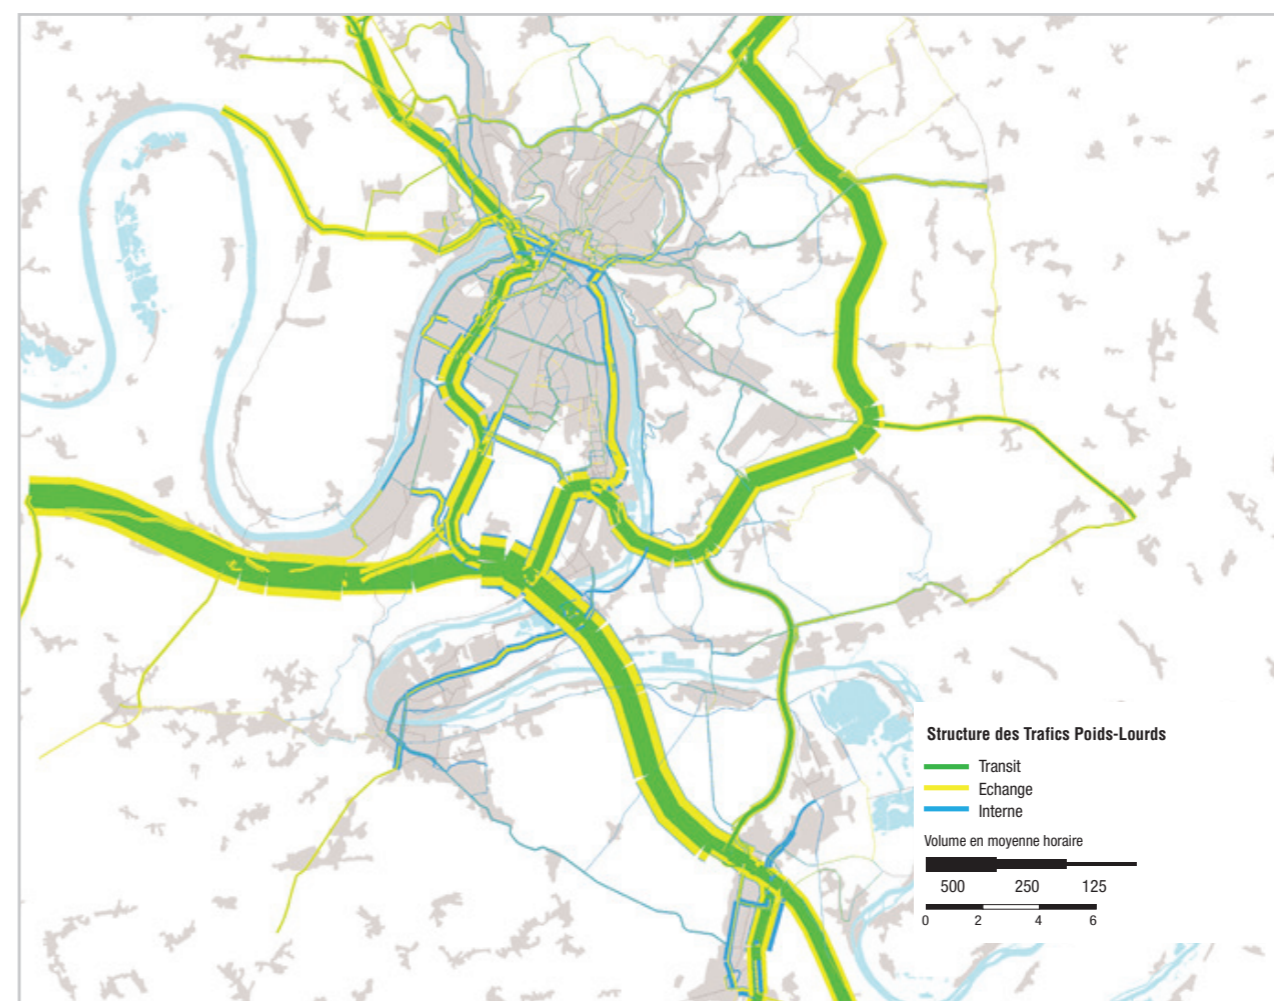 Structure des Trafics Poids-Lourds
Transit
Echange
Interne
Volume en moyenne horaire
500 250 125
0 2 4 6